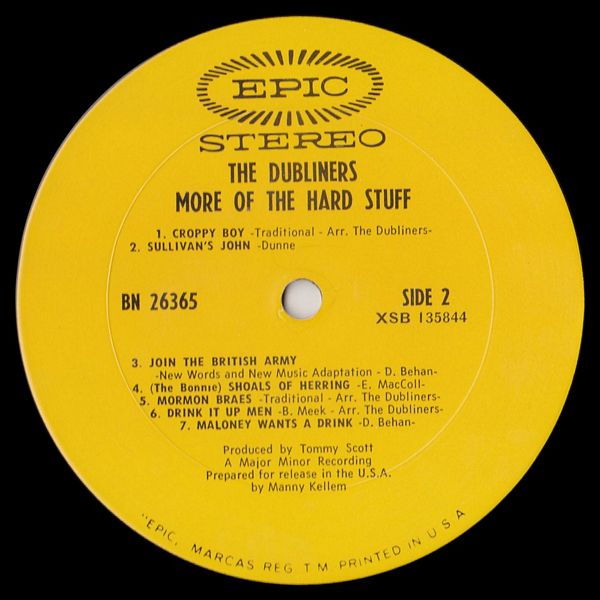 EPIC
STEREO
THE DUBLINERS
MORE OF THE HARD STUFF
1. CROPPY BOY -Traditional - Arr. The Dubliners-
2. SULLIVAN'S JOHN -Dunne
BN 26365
SIDE 2
XSB 135844
3. JOIN THE BRITISH ARMY
-New Words and New Music Adaptation - D. Behan-
4. (The Bonnie) SHOALS OF HERRING -E. MacColl-
5. MORMON BRAES -Traditional - Arr. The Dubliners-
6. DRINK IT UP MEN -B. Meek - Arr. The Dubliners-
7. MALONEY WANTS A DRINK -D. Behan-
Produced by Tommy Scott
A Major Minor Recording
Prepared for release in the U.S.A.
by Manny Kellem
"EPIC, MARCAS REG. T M PRINTED IN U S A